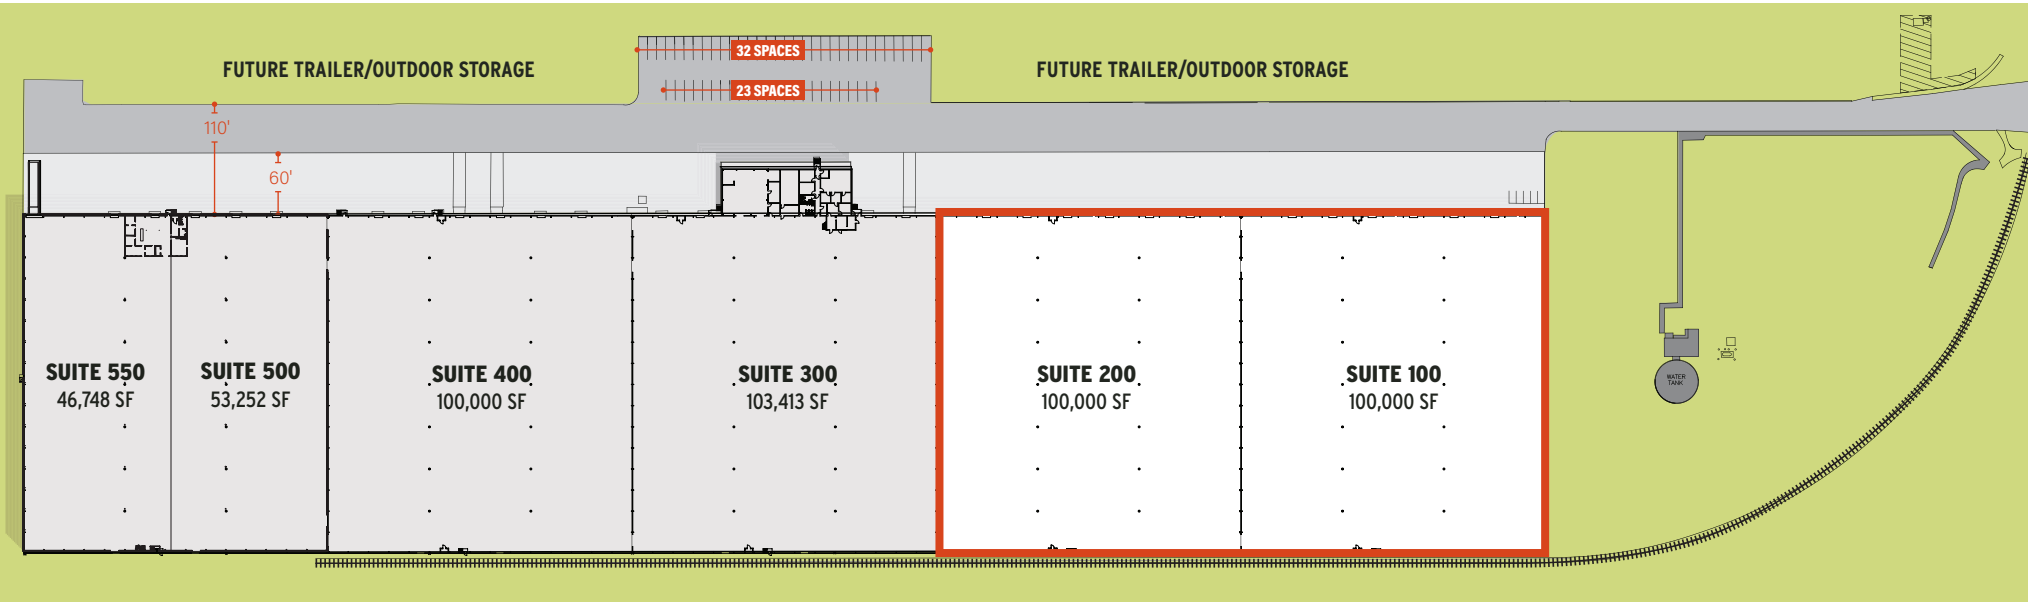 32 SPACES
FUTURE TRAILER/OUTDOOR STORAGE
FUTURE TRAILER/OUTDOOR STORAGE
23 SPACES
110'
60'
SUITE 550
46,748 SF
SUITE 500
53,252 SF
SUITE 400
100,000 SF
SUITE 300
103,413 SF
SUITE 200
100,000 SF
SUITE 100
100,000 SF
WATER
TANK